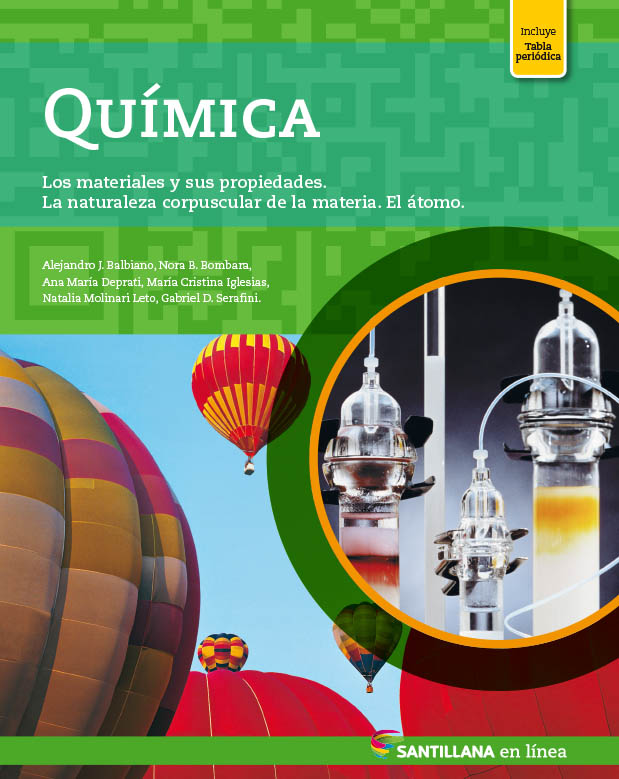 Incluye
Tabla
periódica
QUÍMICA
Los materiales y sus propiedades.
La naturaleza corpuscular de la materia. El átomo.
Alejandro J. Balbiano, Nora B. Bombara,
Ana María Deprati, María Cristina Iglesias,
Natalia Molinari Leto, Gabriel D. Serafini.
SANTILLANA en línea